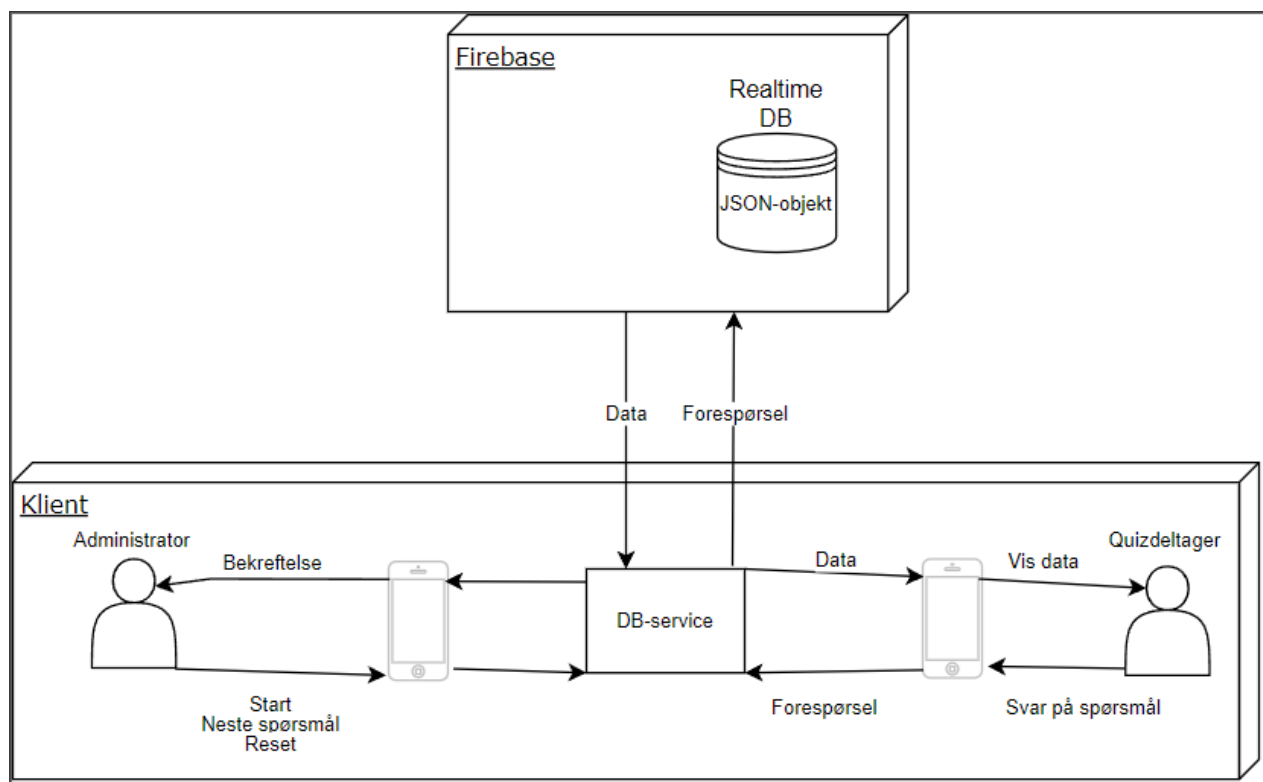 Firebase
Realtime
DB
JSON-objekt
Data
Forespørsel
Klient
Administrator
Bekreftelse
Data
Vis data
Quizdeltager
DB-service
Start
Neste spørsmål
Reset
Forespørsel
Svar på spørsmål